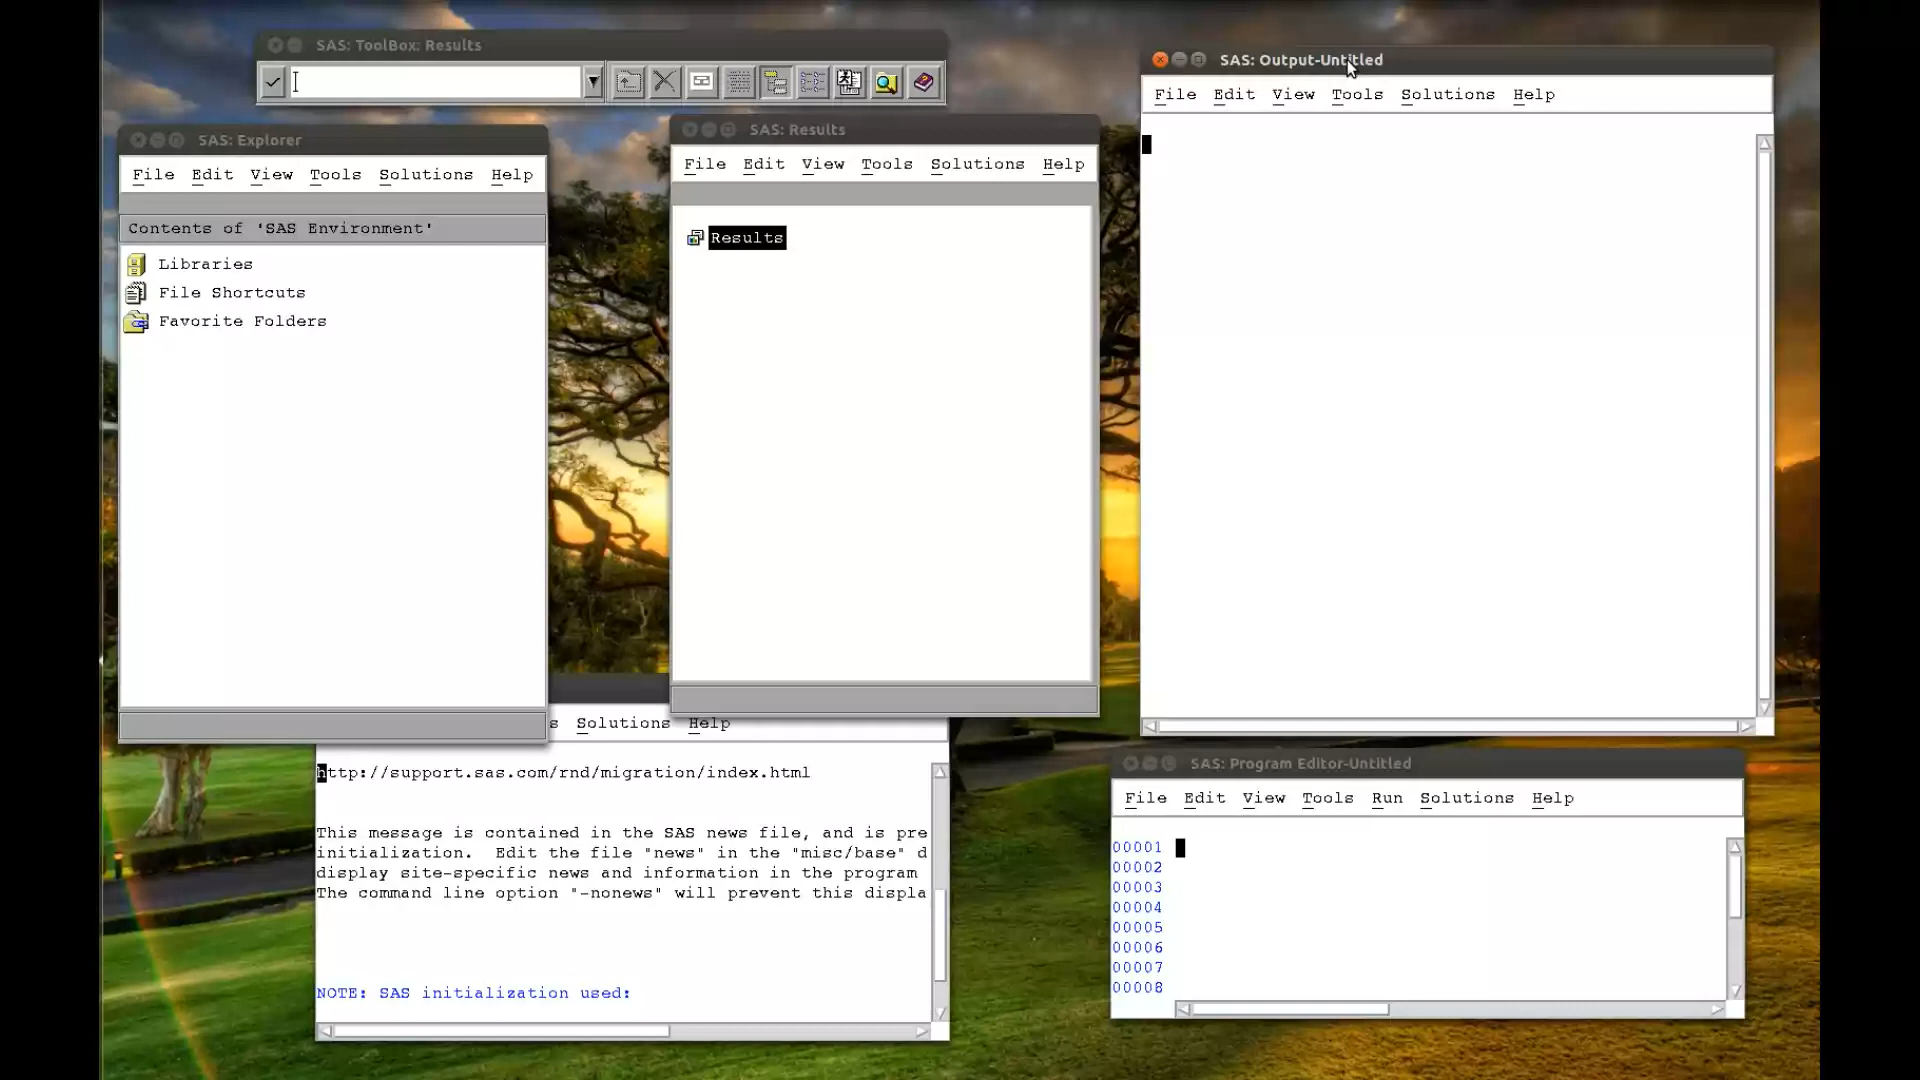 SAS: ToolBox: Results
SAS: Output-Untitled
File Edit View Tools Solutions Help
SAS: Explorer
File Edit View Tools Solutions Help
Contents of 'SAS Environment'
Libraries
File Shortcuts
Favorite Folders
SAS: Results
File Edit View Tools Solutions Help
Results
s Solutions Help
http://support.sas.com/rnd/migration/index.html
This message is contained in the SAS news file, and is pre
initialization. Edit the file "news" in the "misc/base" d
display site-specific news and information in the program
The command line option "-nonews" will prevent this displa
NOTE: SAS initialization used:
SAS: Program Editor-Untitled
File Edit View Tools Run Solutions Help
00001
00002
00003
00004
00005
00006
00007
00008